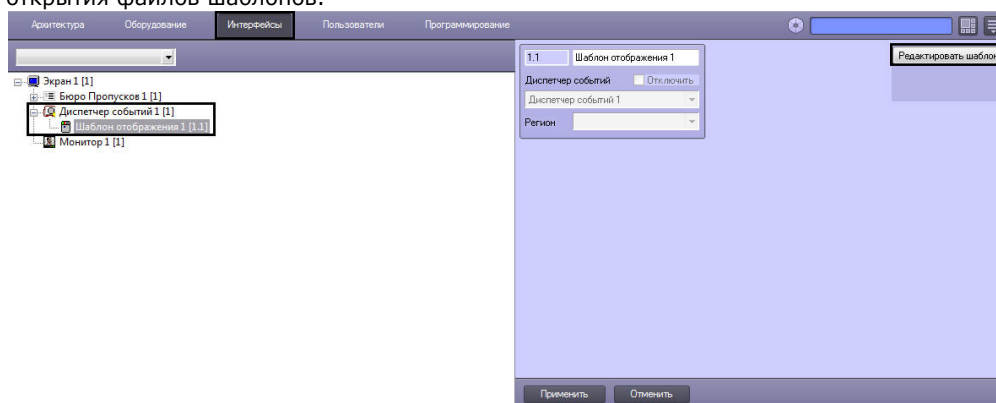 открытия файлов шаблонов.
Архитектура Оборудование Интерфейсы Пользователи Программирование
1.1 Шаблон отображения 1
Редактировать шаблон
Экран 1 [1]
Диспетчер событий Отключить
Бюро Пропусков 1 [1]
Диспетчер событий 1
Диспетчер событий 1 [1]
Шаблон отображения 1 [1.1]
Регион
Монитор 1 [1]
Применить Отменить